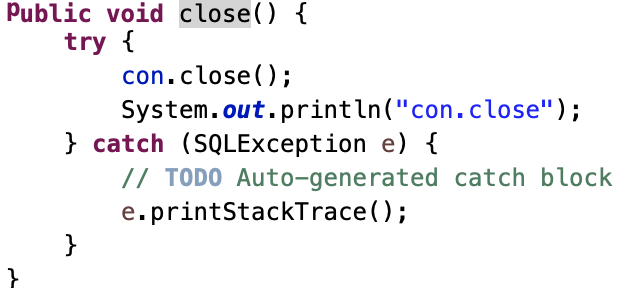 public void close() {
    try {
        con.close();
        System.out.println("con.close");
    } catch (SQLException e) {
        // TODO Auto-generated catch block
        e.printStackTrace();
    }
}